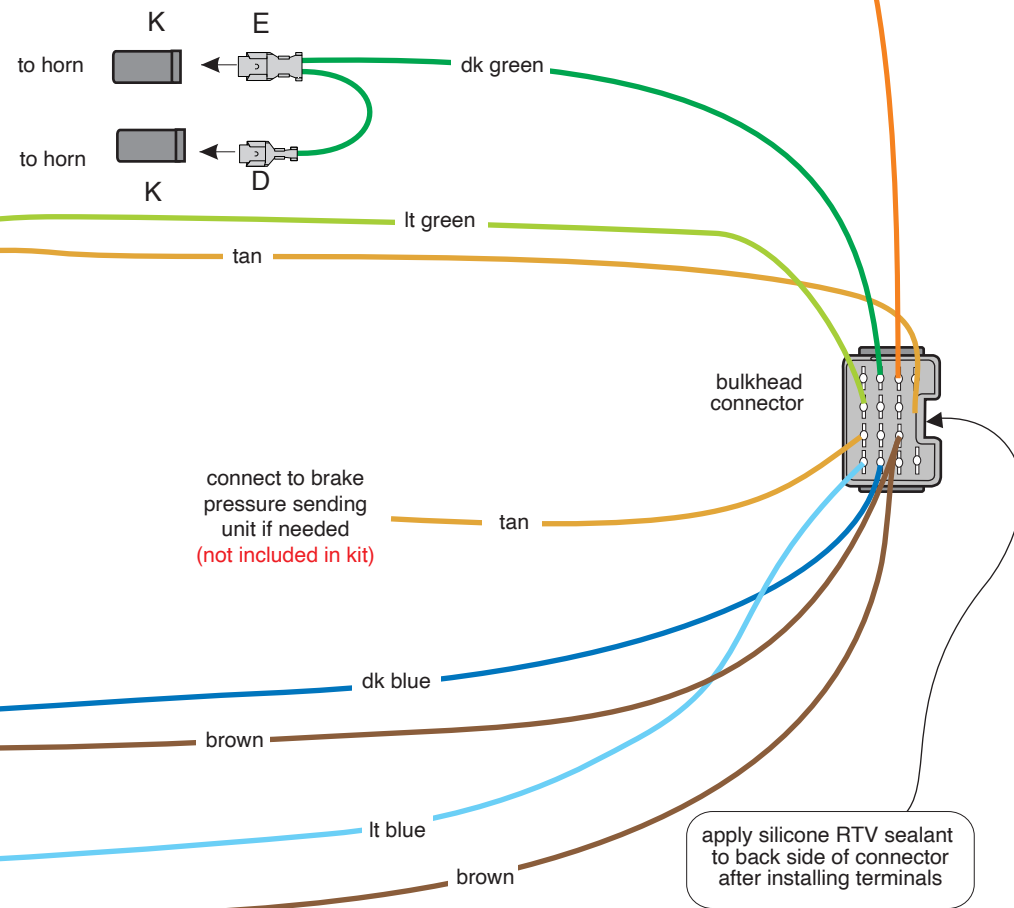 K
E
to horn
dk green
to horn
K
D
lt green
tan
bulkhead
connector
connect to brake
pressure sending
unit if needed
(not included in kit)
tan
dk blue
brown
lt blue
brown
apply silicone RTV sealant
to back side of connector
after installing terminals